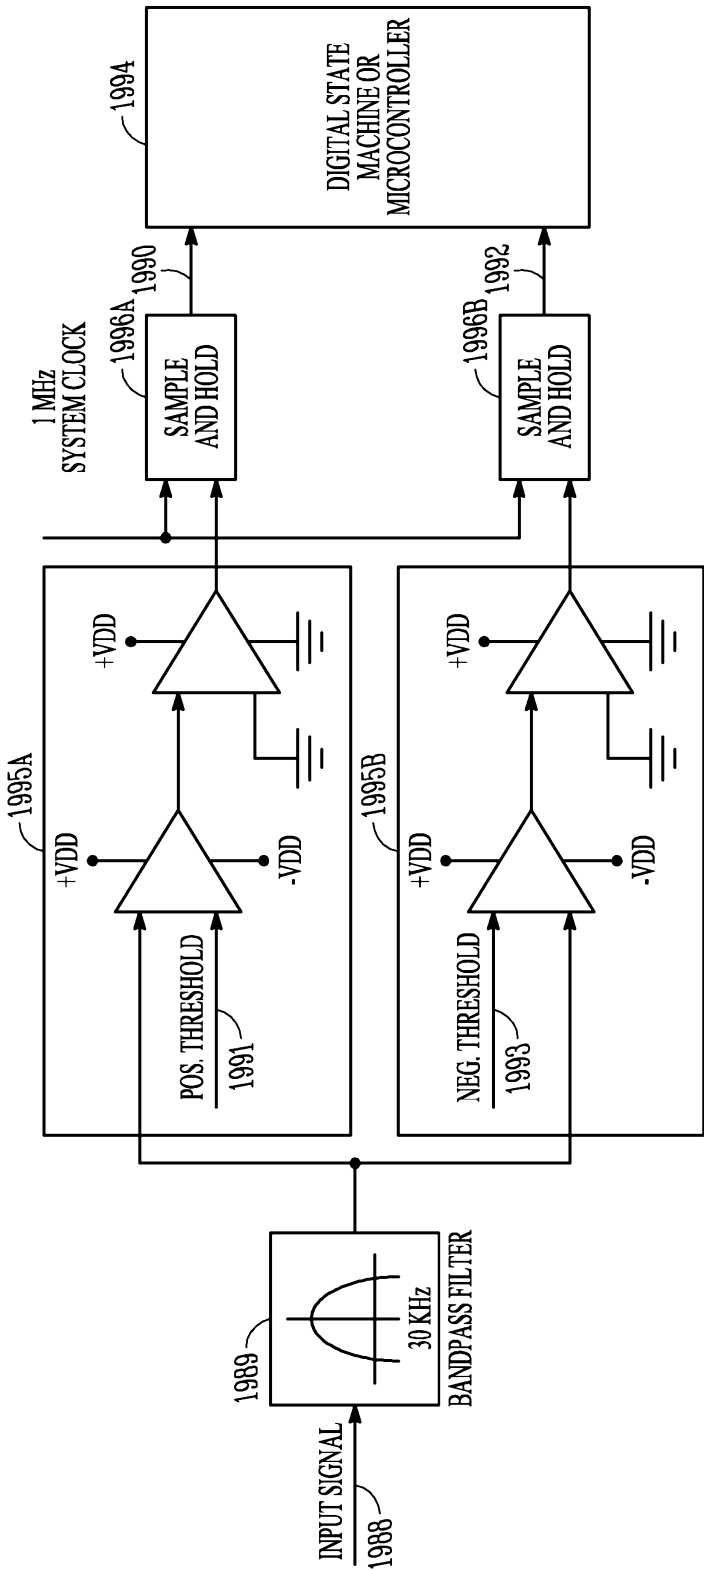 INPUT SIGNAL
1988
1989
30 KHz
BANDPASS FILTER
1995A
POS. THRESHOLD
1991
+VDD
-VDD
+VDD
1995B
NEG. THRESHOLD
1993
+VDD
-VDD
+VDD
1 MHz
SYSTEM CLOCK
1996A
SAMPLE
AND HOLD
1990
1996B
SAMPLE
AND HOLD
1992
1994
DIGITAL STATE
MACHINE OR
MICROCONTROLLER